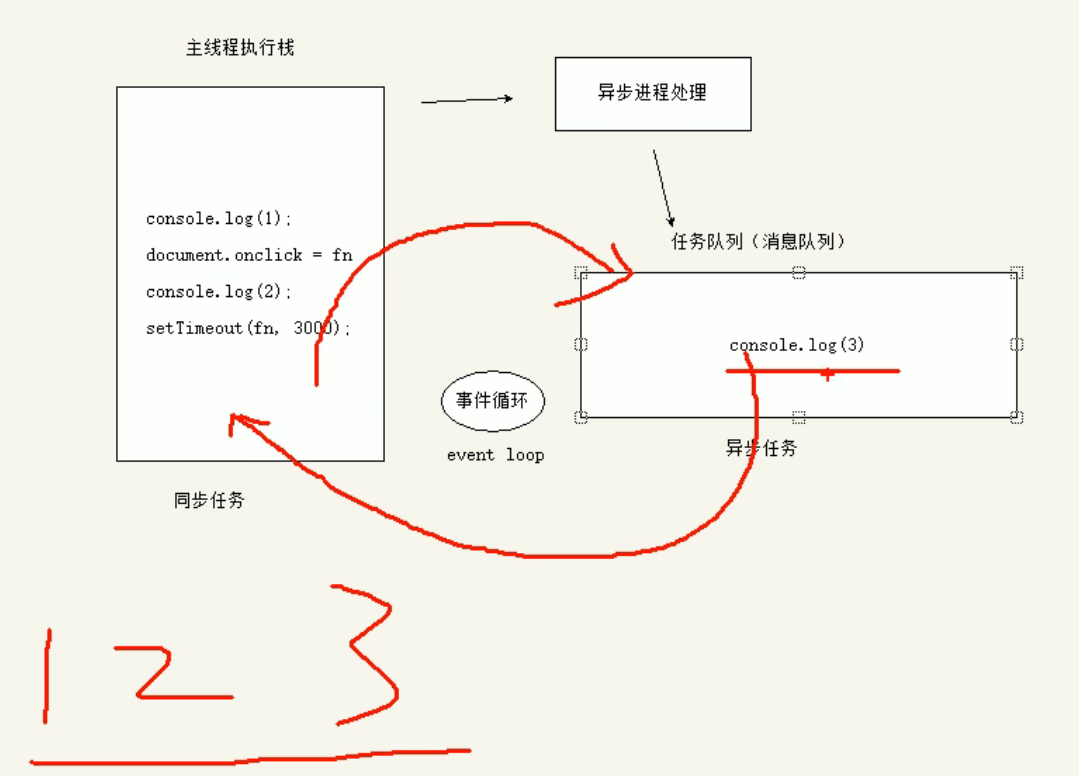 主线程执行栈
异步进程处理
console.log(1);
document.onclick = fn
console.log(2);
setTimeout(fn, 3000);
任务队列（消息队列）
console.log(3)
事件循环
event loop
异步任务
同步任务
1 2 3